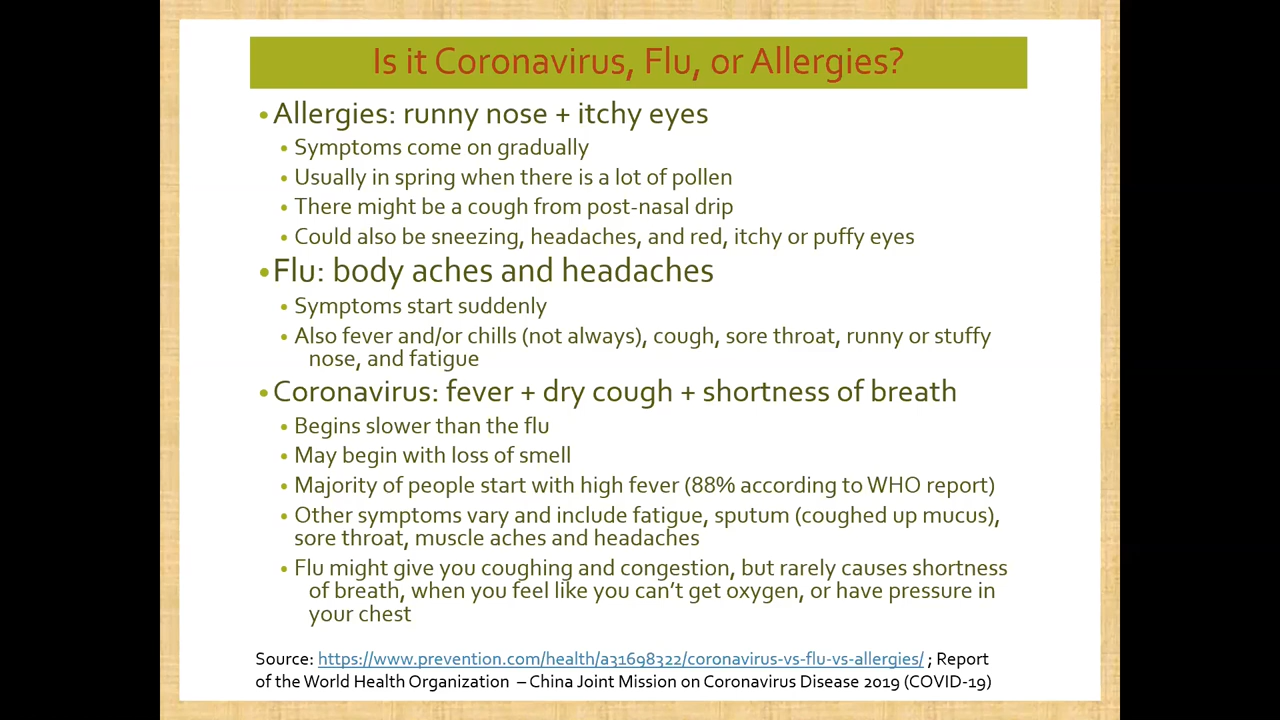 Is it Coronavirus, Flu, or Allergies?
• Allergies: runny nose + itchy eyes
• Symptoms come on gradually
• Usually in spring when there is a lot of pollen
• There might be a cough from post-nasal drip
• Could also be sneezing, headaches, and red, itchy or puffy eyes
• Flu: body aches and headaches
• Symptoms start suddenly
• Also fever and/or chills (not always), cough, sore throat, runny or stuffy
nose, and fatigue
• Coronavirus: fever + dry cough + shortness of breath
• Begins slower than the flu
• May begin with loss of smell
• Majority of people start with high fever (88% according to WHO report)
• Other symptoms vary and include fatigue, sputum (coughed up mucus),
sore throat, muscle aches and headaches
• Flu might give you coughing and congestion, but rarely causes shortness
of breath, when you feel like you can’t get oxygen, or have pressure in
your chest
Source: https://www.prevention.com/health/a31698322/coronavirus-vs-flu-vs-allergies/ ; Report
of the World Health Organization – China Joint Mission on Coronavirus Disease 2019 (COVID-19)